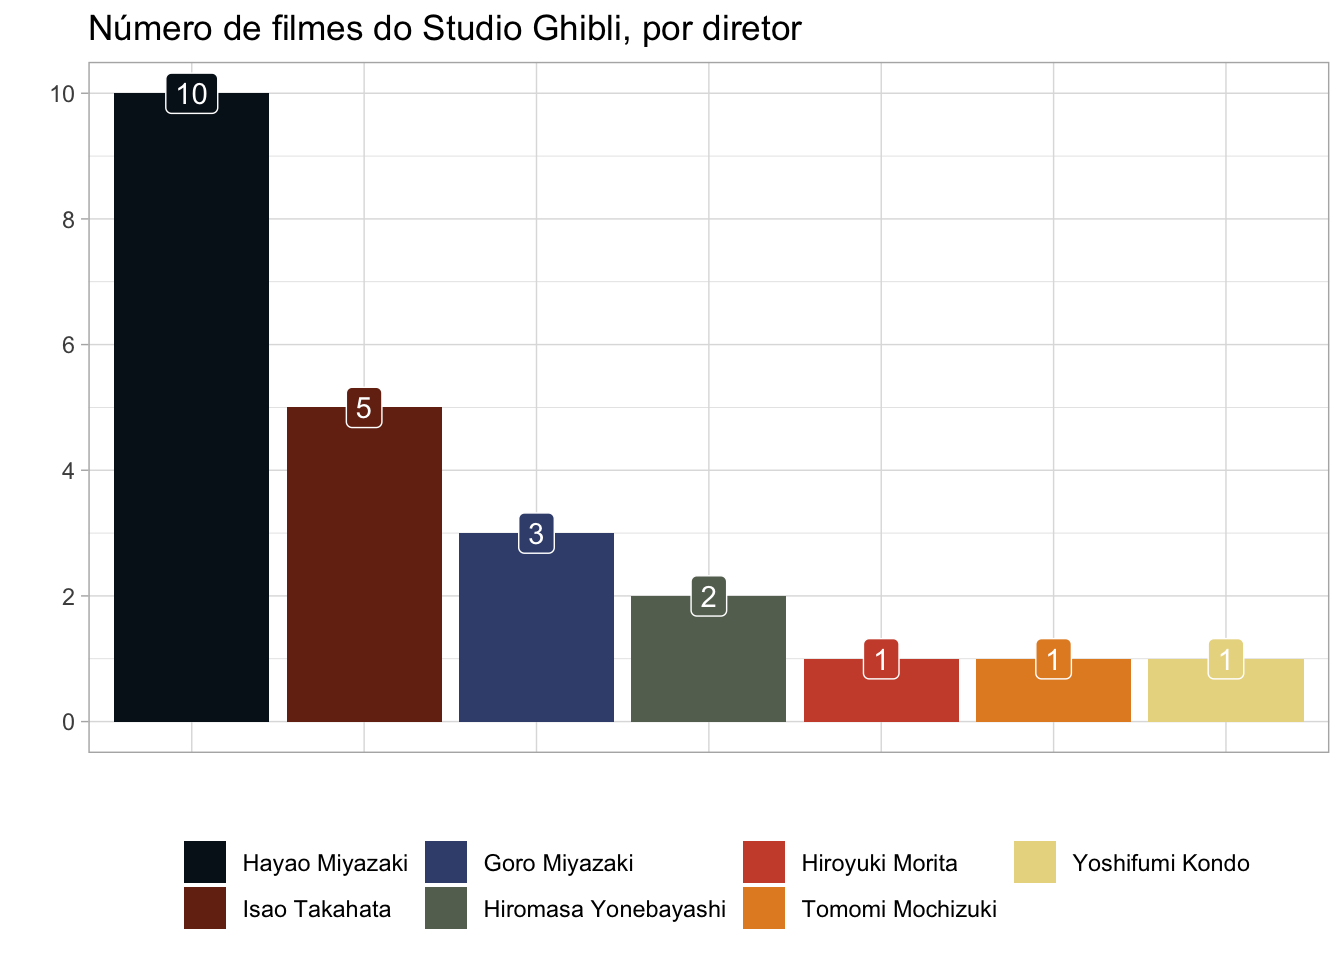 Número de filmes do Studio Ghibli, por diretor
10
8
6
4
2
0
10
5
3
2
1
1
1
Hayao Miyazaki
Goro Miyazaki
Hiroyuki Morita
Yoshifumi Kondo
Isao Takahata
Hiromasa Yonebayashi
Tomomi Mochizuki